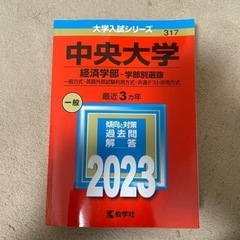 大学入試シリーズ
317
中央大学
経済学部-学部別選抜
一般方式・英語外部試験利用方式・共通テスト併用方式
一般
最近3カ年
傾向と対策
過去問
解答
2023
教学社